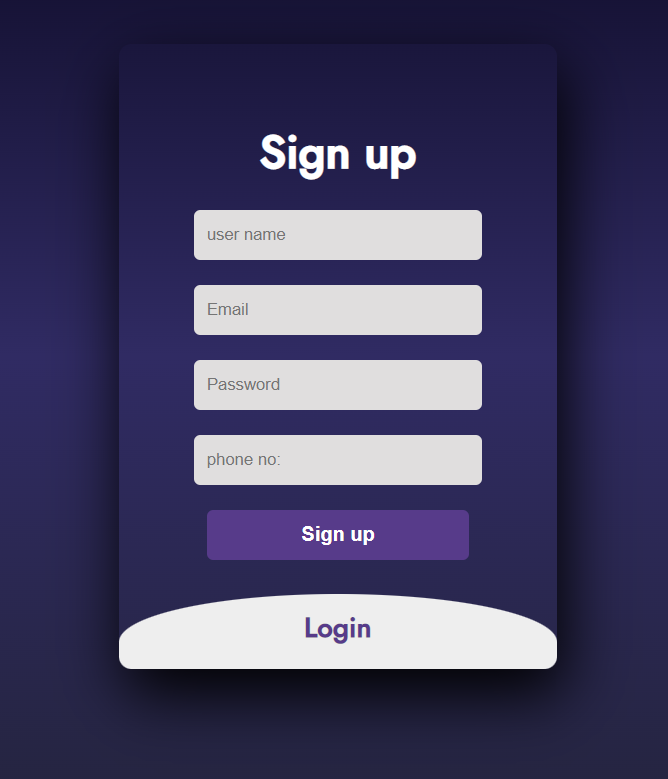 Sign up
user name
Email
Password
phone no:
Sign up
Login